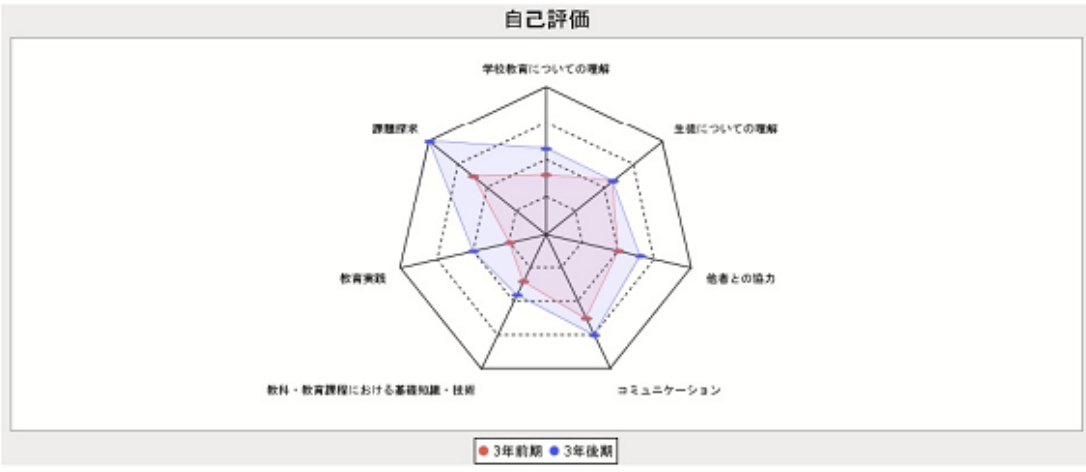 自己評価
学校教育についての理解
課題探求
生徒についての理解
教育実践
他者との協力
教科・教育課程における基礎知識・技術
コミュニケーション
3年前期 3年後期